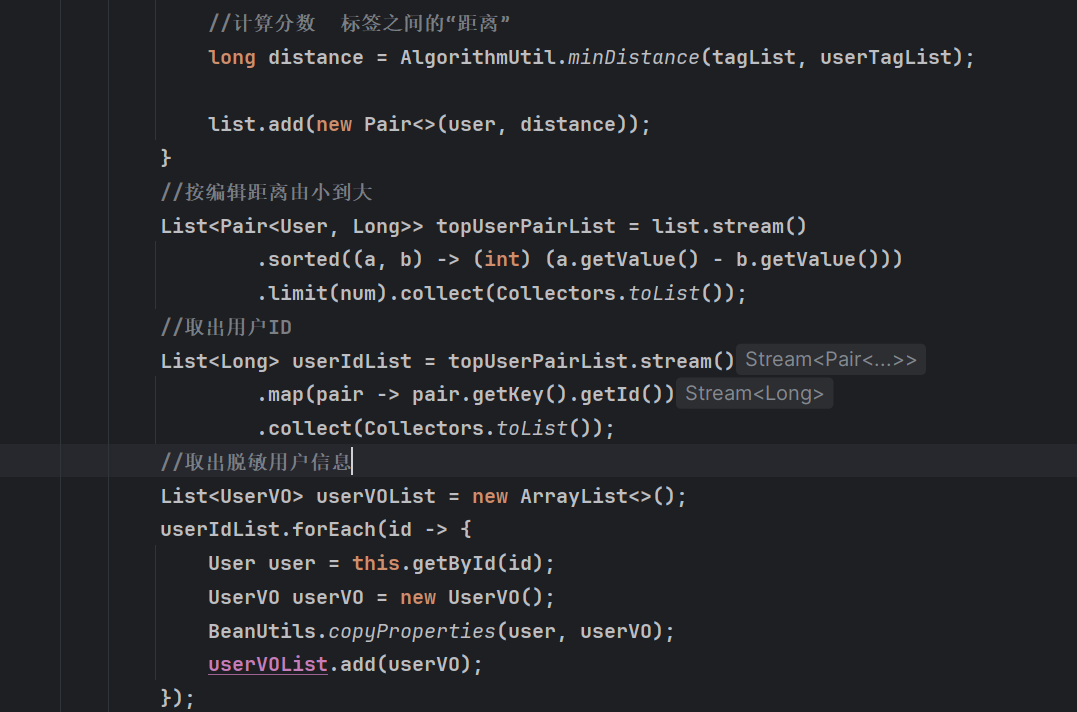 //计算分数  标签之间的“距离”
long distance = AlgorithmUtil.minDistance(tagList, userTagList);
list.add(new Pair<>(user, distance));
}
//按编辑距离由小到大
List<Pair<User, Long>> topUserPairList = list.stream()
.sorted((a, b) -> (int) (a.getValue() - b.getValue()))
.limit(num).collect(Collectors.toList());
//取出用户ID
List<Long> userIdList = topUserPairList.stream() Stream<Pair<...>>
.map(pair -> pair.getKey().getId()) Stream<Long>
.collect(Collectors.toList());
//取出脱敏用户信息
List<UserVO> userVOList = new ArrayList<>();
userIdList.forEach(id -> {
User user = this.getById(id);
UserVO userVO = new UserVO();
BeanUtils.copyProperties(user, userVO);
userVOList.add(userVO);
});